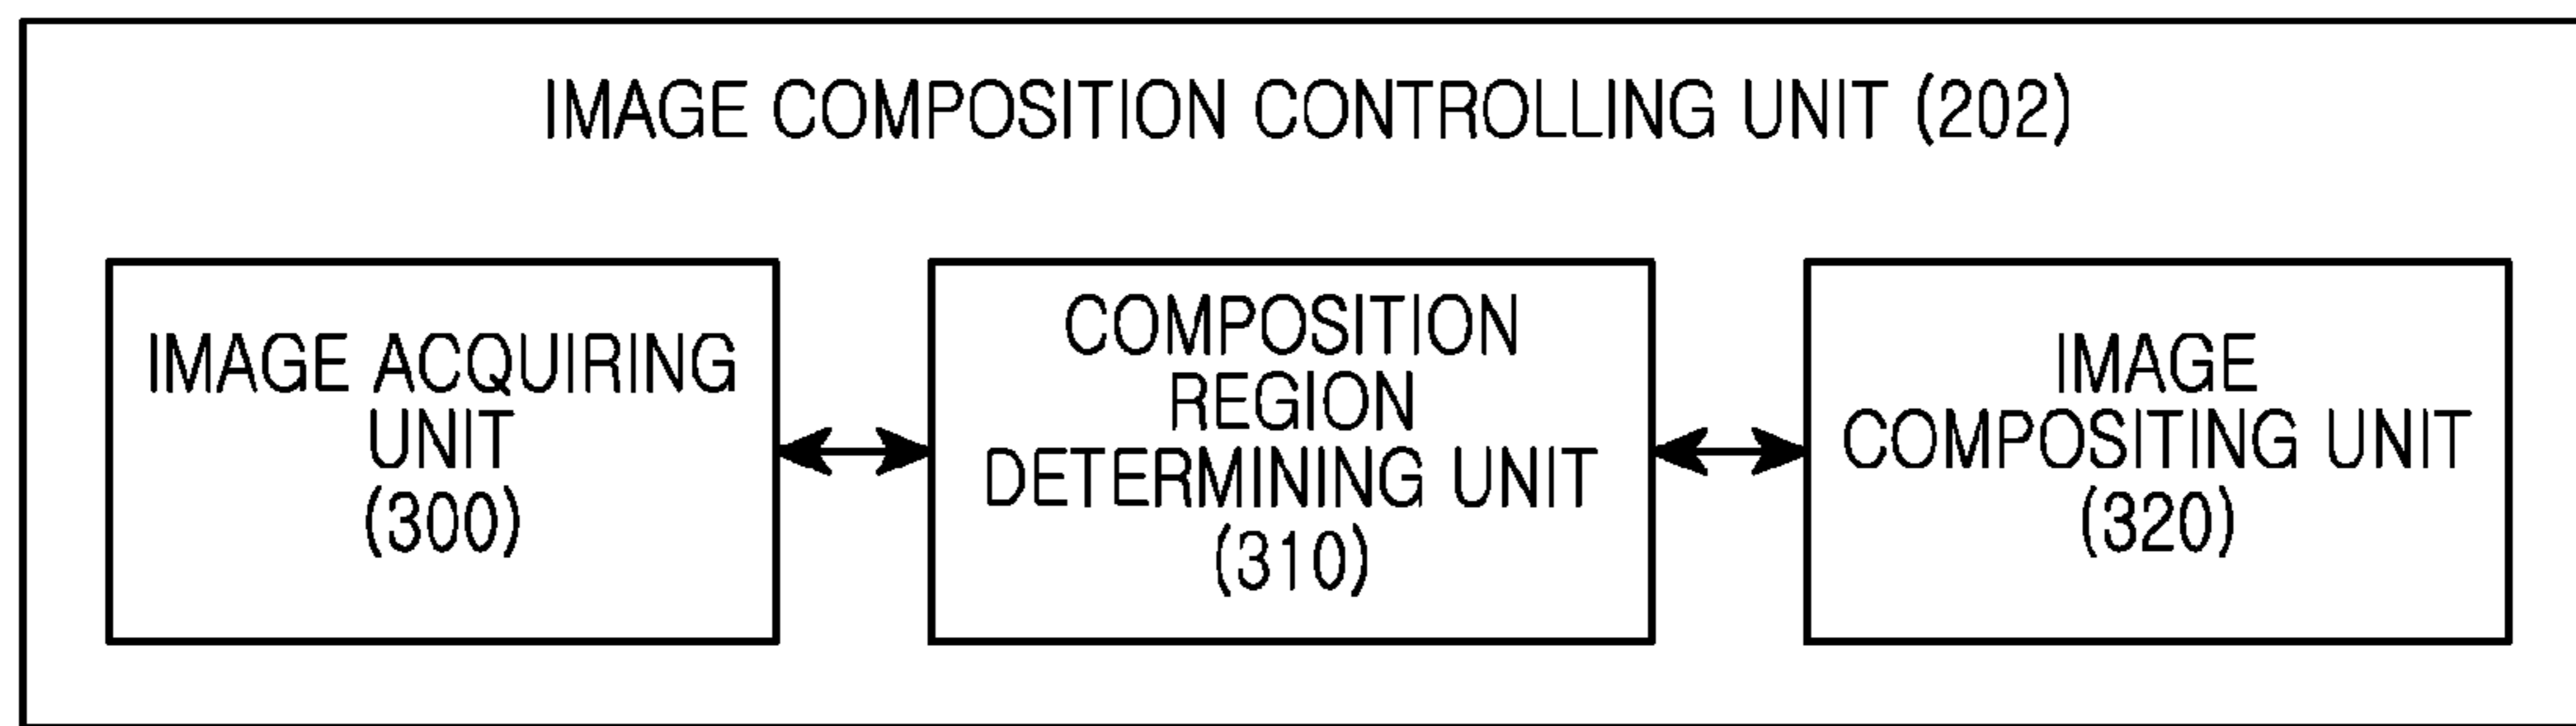 IMAGE COMPOSITION CONTROLLING UNIT (202)
IMAGE ACQUIRING
UNIT
(300)
COMPOSITION
REGION
DETERMINING UNIT
(310)
IMAGE
COMPOSITING UNIT
(320)